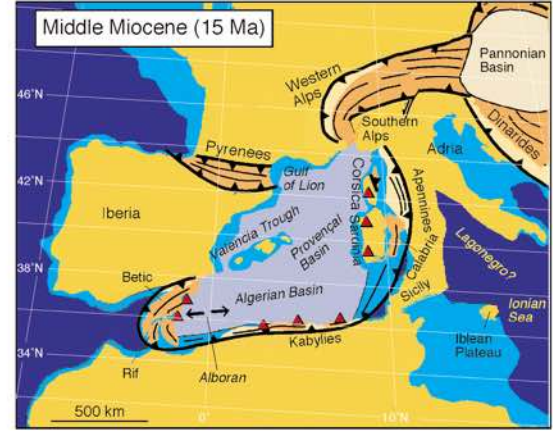 Middle Miocene (15 Ma)
Pannonian
Basin
46°N
Western
Alps
Southern
Alps
Dinarides
Pyrenees
Adria
42°N
Gulf
of Lion
Corsica
Sardinia
Apennines
Iberia
Valencia Trough
Provençal
Basin
Calabria
Lagonegro?
38°N
Betic
Algerian Basin
Sicily
Ionian
Sea
Iblean
Plateau
34°N
Kabylies
Rif
Alboran
500 km
0°
10°N